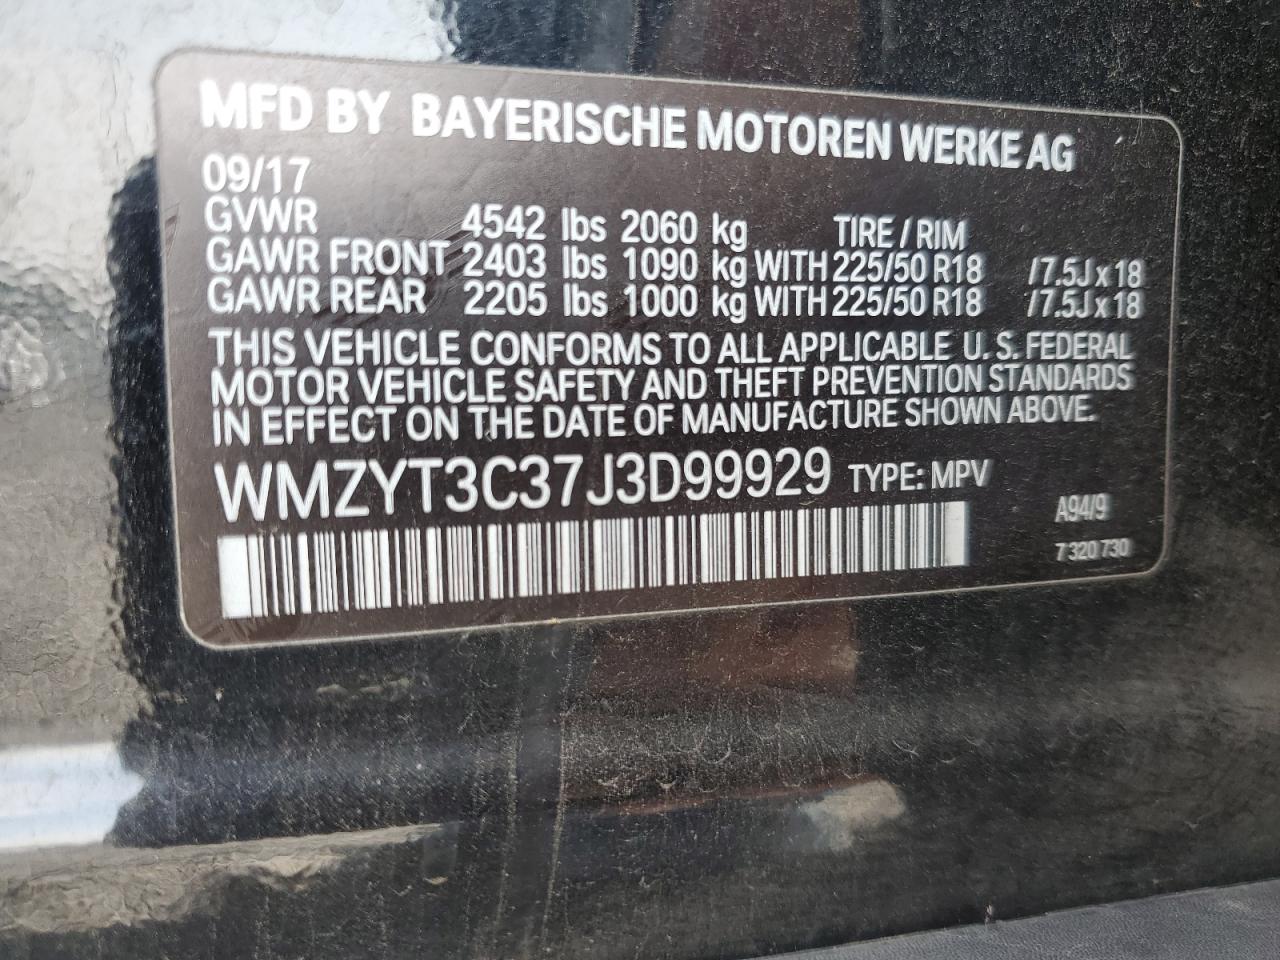 MFD BY BAYERISCHE MOTOREN WERKE AG
09/17
GVWR 4542 lbs 2060 kg TIRE / RIM
GAWR FRONT 2403 lbs 1090 kg WITH 225/50 R18 /7.5J x 18
GAWR REAR 2205 lbs 1000 kg WITH 225/50 R18 /7.5J x 18
THIS VEHICLE CONFORMS TO ALL APPLICABLE U. S. FEDERAL
MOTOR VEHICLE SAFETY AND THEFT PREVENTION STANDARDS
IN EFFECT ON THE DATE OF MANUFACTURE SHOWN ABOVE.
WMZYT3C37J3D99929 TYPE: MPV
A94/9
7 320 730